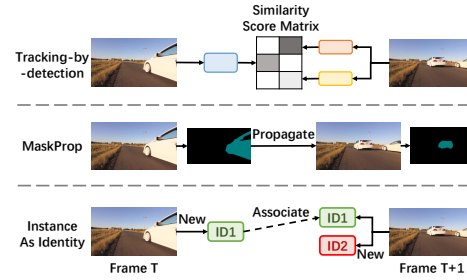 Similarity
Score Matrix
Tracking-by
-detection
MaskProp
Propagate
Instance
As Identity
New
ID1
Associate
ID1
ID2
New
Frame T
Frame T+1